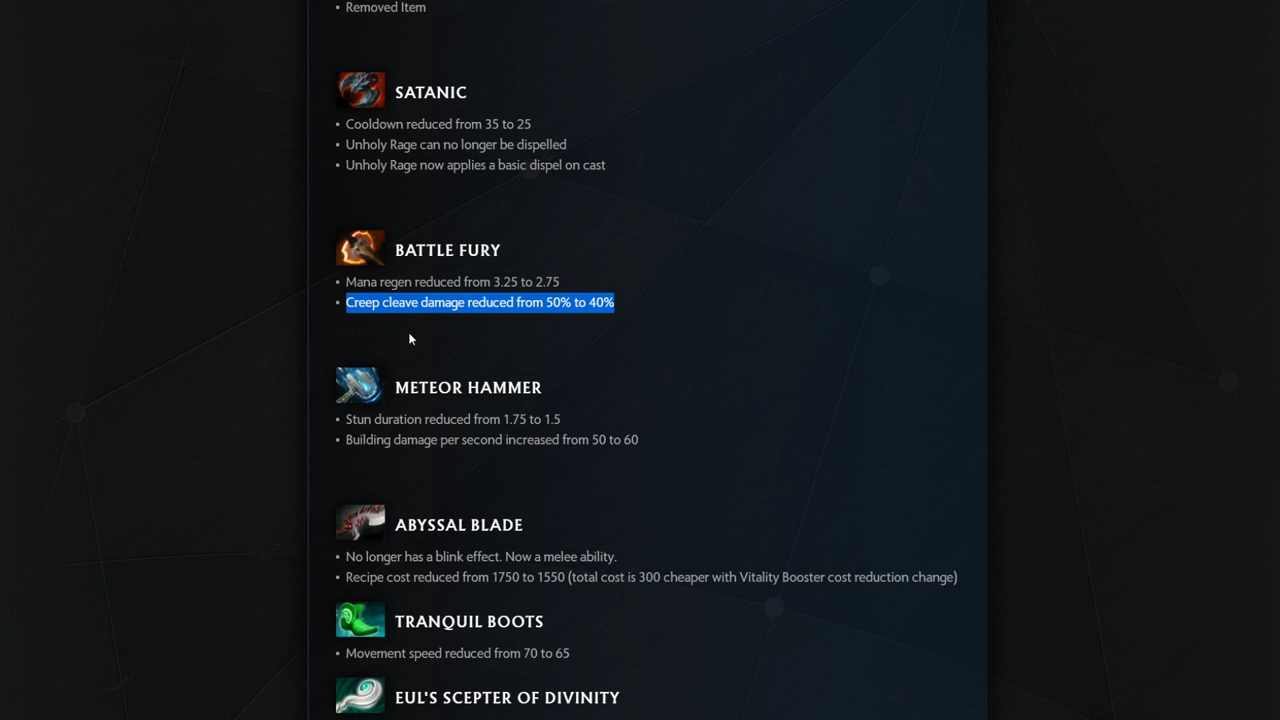 • Removed Item
SATANIC
• Cooldown reduced from 35 to 25
• Unholy Rage can no longer be dispelled
• Unholy Rage now applies a basic dispel on cast
BATTLE FURY
• Mana regen reduced from 3.25 to 2.75
• Creep cleave damage reduced from 50% to 40%
METEOR HAMMER
• Stun duration reduced from 1.75 to 1.5
• Building damage per second increased from 50 to 60
ABYSSAL BLADE
• No longer has a blink effect. Now a melee ability.
• Recipe cost reduced from 1750 to 1550 (total cost is 300 cheaper with Vitality Booster cost reduction change)
TRANQUIL BOOTS
• Movement speed reduced from 70 to 65
EUL'S SCEPTER OF DIVINITY